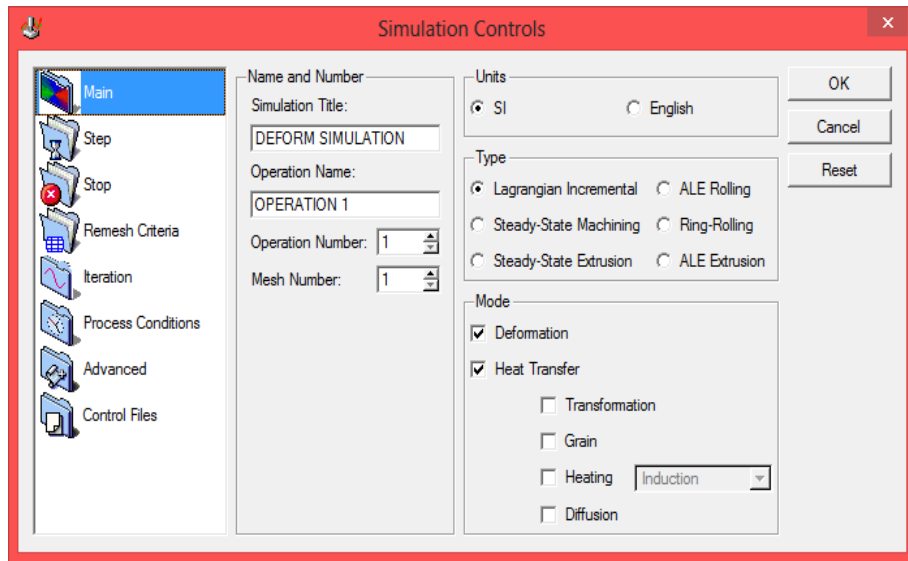 Simulation Controls
x
Main
Step
Stop
Remesh Criteria
Iteration
Process Conditions
Advanced
Control Files
Name and Number
Simulation Title:
DEFORM SIMULATION
Operation Name:
OPERATION 1
Operation Number: 1
Mesh Number: 1
Units
SI English
Type
Lagrangian Incremental ALE Rolling
Steady-State Machining Ring-Rolling
Steady-State Extrusion ALE Extrusion
Mode
Deformation
Heat Transfer
Transformation
Grain
Heating Induction
Diffusion
OK
Cancel
Reset